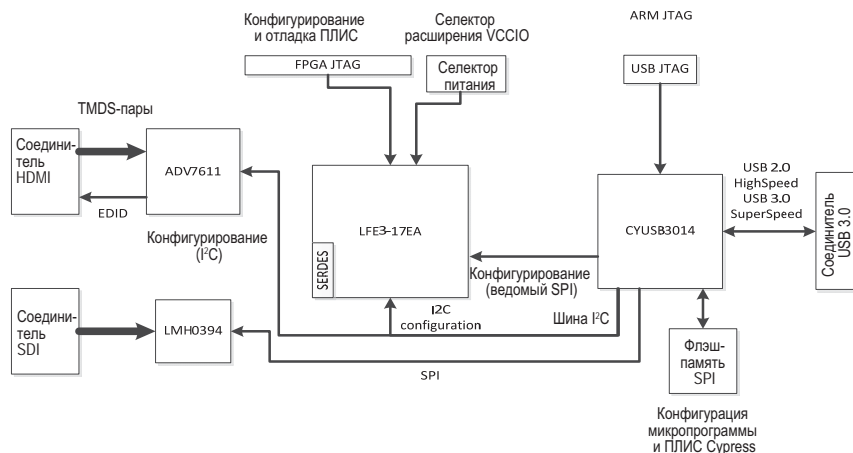 Конфигурирование
и отладка ПЛИС
FPGA JTAG
Селектор
расширения VCCIO
Селектор
питания
ARM JTAG
USB JTAG
TMDS-пары
Соедини-
тель
HDMI
ADV7611
EDID
Конфигурирование
(I²C)
LFE3-17EA
SERDES
CYUSB3014
USB 2.0
HighSpeed
USB 3.0
SuperSpeed
Соединитель
USB 3.0
Конфигурирование
(ведомый SPI)
I2C
configuration
Шина I²C
Соедини-
тель
SDI
LMH0394
SPI
Флэш-
память
SPI
Конфигурация
микропрограммы
и ПЛИС Cypress